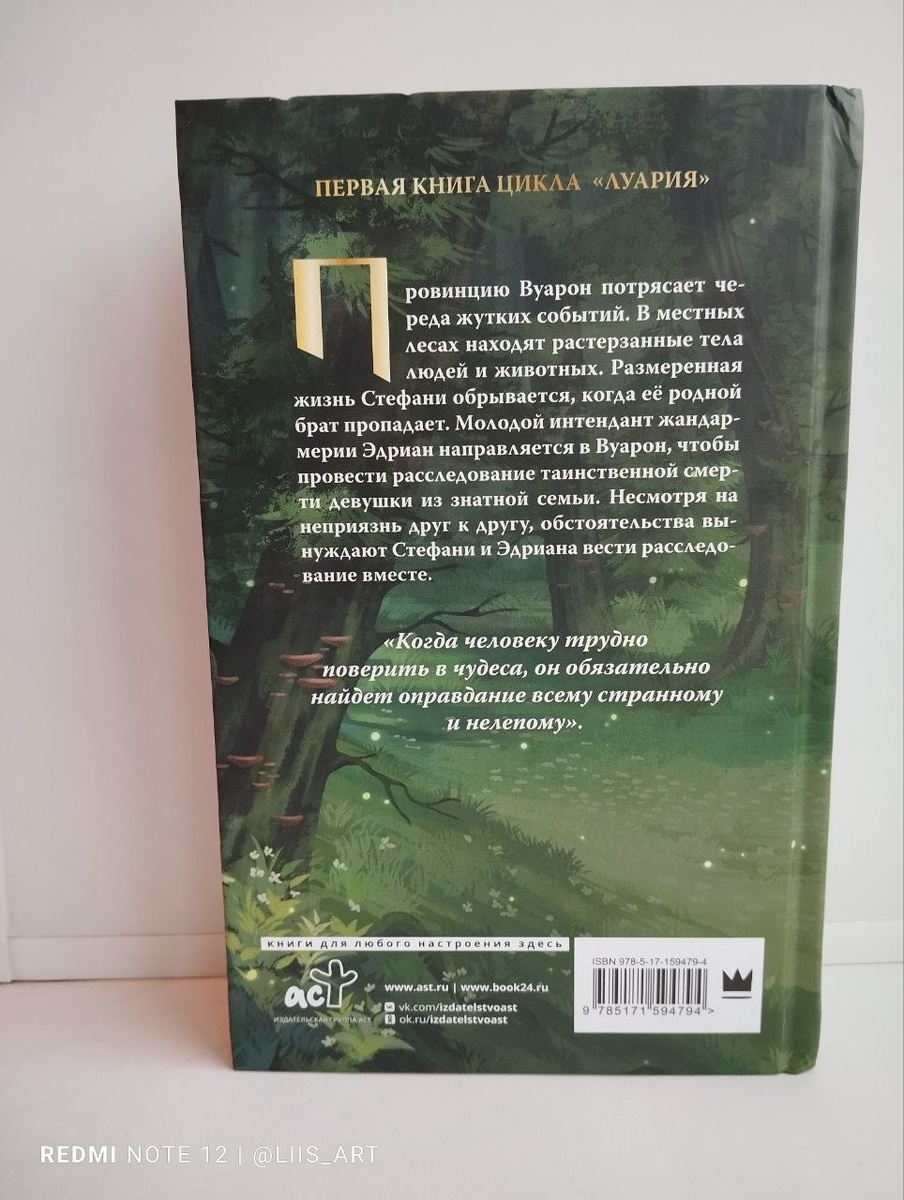 ПЕРВАЯ КНИГА ЦИКЛА «ЛУАРИЯ»
Провинцию Вуарон потрясает че-
реда жутких событий. В местных
лесах находят растерзанные тела
людей и животных. Размеренная
жизнь Стефани обрывается, когда её родной
брат пропадает. Молодой интендант жандар-
мерии Эдриан направляется в Вуарон, чтобы
провести расследование таинственной смер-
ти девушки из знатной семьи. Несмотря на
неприязнь друг к другу, обстоятельства вы-
нуждают Стефани и Эдриана вести расследо-
вание вместе.
«Когда человеку трудно
поверить в чудеса, он обязательно
найдет оправдание всему странному
и нелепому».
книги для любого настроения здесь
аст
ИЗДАТЕЛЬСКАЯ ГРУППА АСТ
www.ast.ru | www.book24.ru
vk.com/izdatelstvoast
ok.ru/izdatelstvoast
ISBN 978-5-17-159479-4
9 785171 594794 >
REDMI NOTE 12 | @LIIS_ART